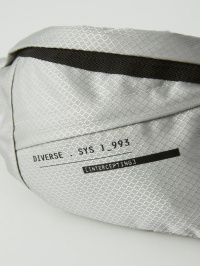 DIVERSE . SYS 1_993
[INTERCEPTING]